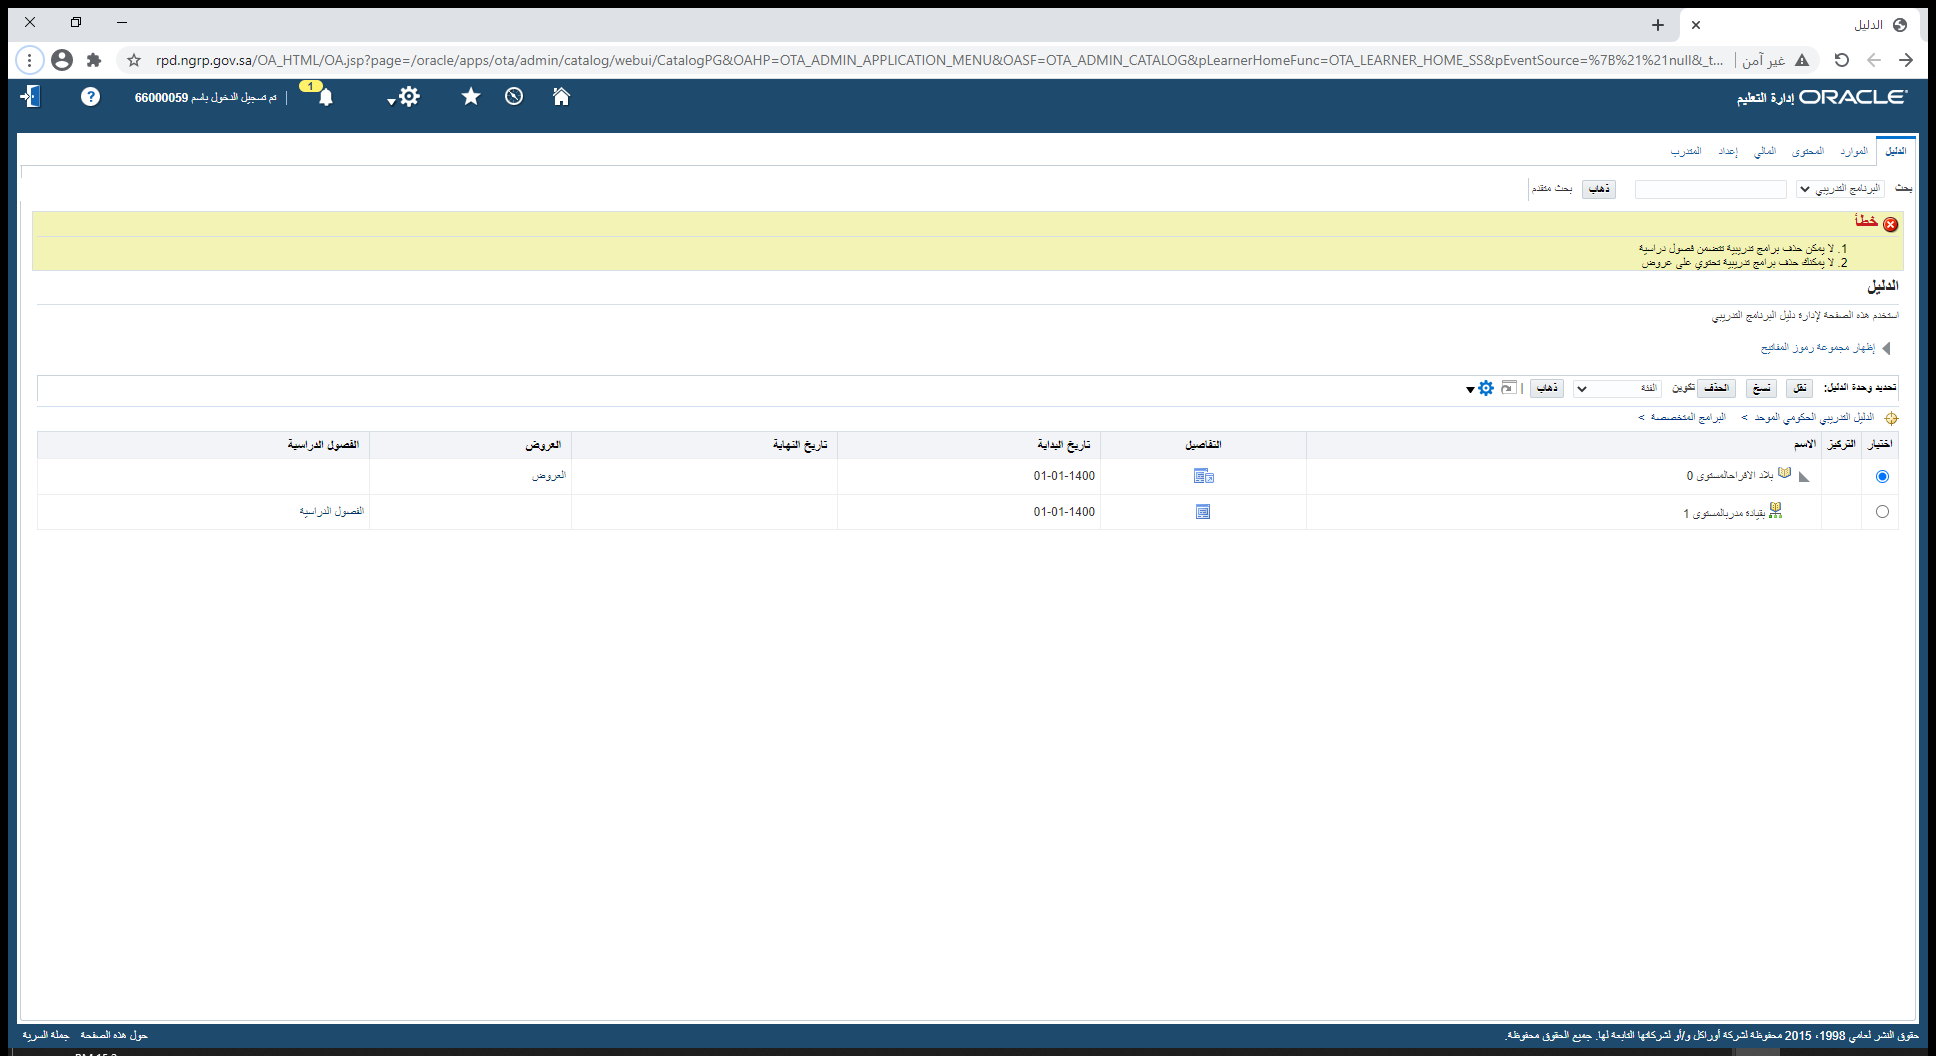 الدليل
rpd.ngrp.gov.sa/OA_HTML/OA.jsp?page=/oracle/apps/ota/admin/catalog/webui/CatalogPG&OAHP=OTA_ADMIN_APPLICATION_MENU&OASF=OTA_ADMIN_CATALOG&pLearnerHomeFunc=OTA_LEARNER_HOME_SS&pEventSource=%7B%21%21null&_t... غير آمن
ORACLE إدارة التعليم
1 تم تسجيل الدخول باسم 66000059
الدليل الموارد المحتوى المالي إعداد المتدرب
بحث البرنامج التدريبي ذهاب بحث متقدم
خطأ
1. لا يمكن حذف برامج تدريبية تتضمن فصول دراسية
2. لا يمكنك حذف برامج تدريبية تحتوي على عروض
الدليل
استخدم هذه الصفحة لإدارة دليل البرنامج التدريبي
إظهار مجموعة رموز المفاتيح
تحديد وحدة الدليل: نقل نسخ الحذف تكوين الفئة ذهاب
الدليل التدريبي الحكومي الموحد > البرامج المتخصصة >
اختيار التركيز الاسم التفاصيل تاريخ البداية تاريخ النهاية العروض الفصول الدراسية
بلاد الافراحالمستوى 0 01-01-1400 العروض
بقيادة مدربالمستوى 1 01-01-1400 الفصول الدراسية
حقوق النشر لعامي 1998، 2015 محفوظة لشركة أوراكل و/أو لشركاتها التابعة لها. جميع الحقوق محفوظة.
حول هذه الصفحة جملة السرية